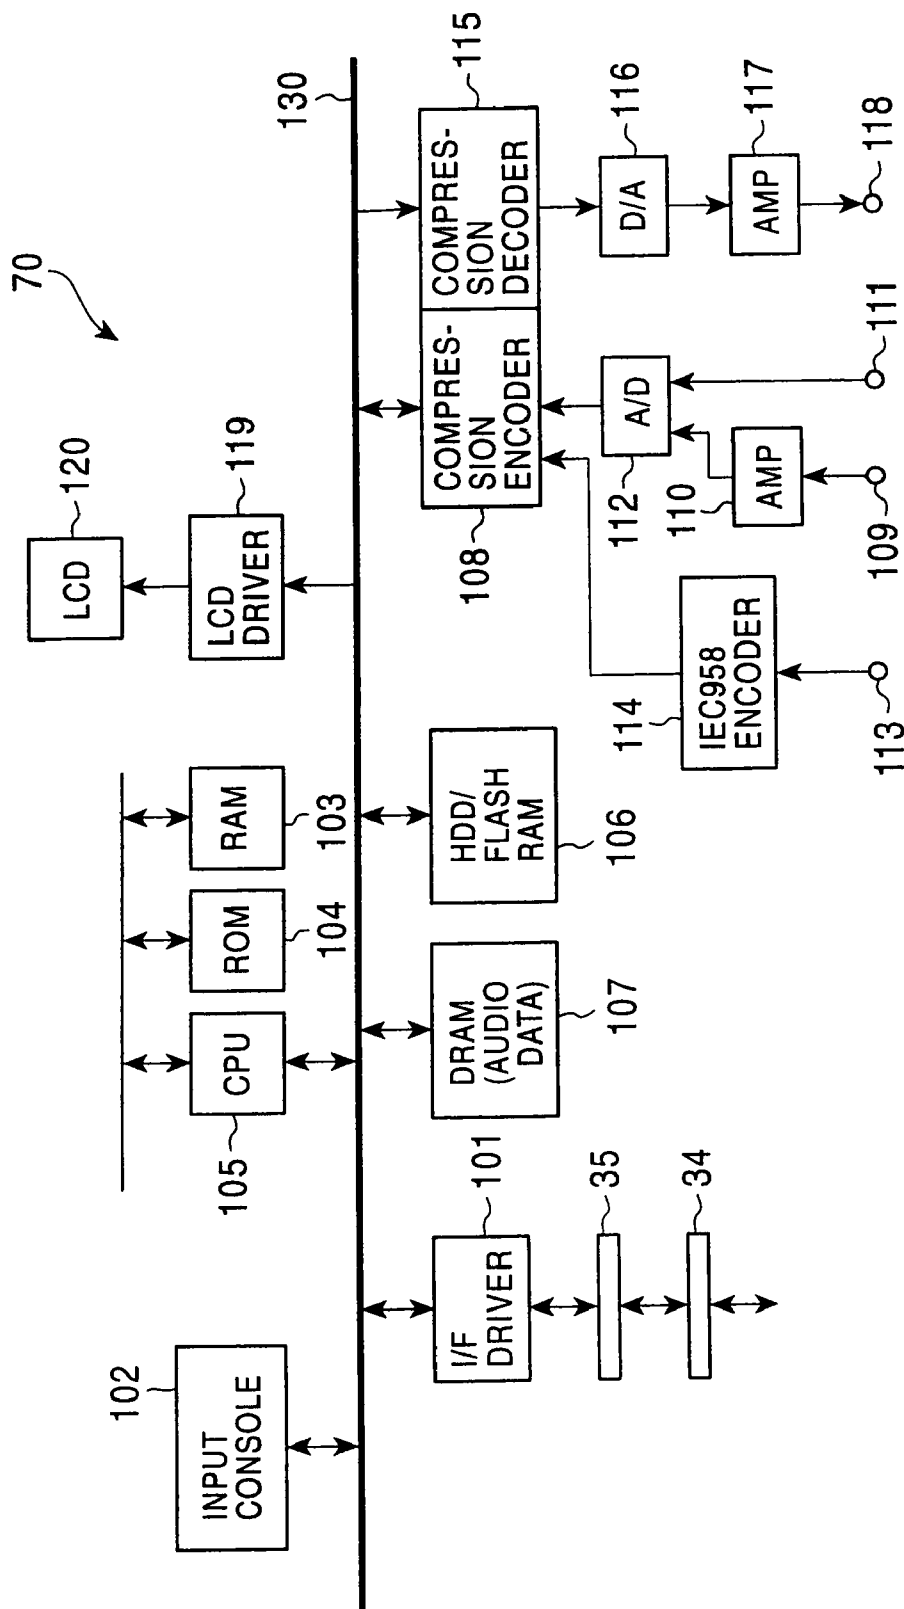 70
120
LCD
119
LCD
DRIVER
130
RAM
103
ROM
104
CPU
105
102
INPUT
CONSOLE
I/F
DRIVER
101
35
34
DRAM
(AUDIO
DATA)
107
HDD/
FLASH
RAM
106
COMPRES-
SION
ENCODER
108
COMPRES-
SION
DECODER
115
D/A
116
AMP
117
118
A/D
112
111
AMP
110
109
IEC958
ENCODER
114
113